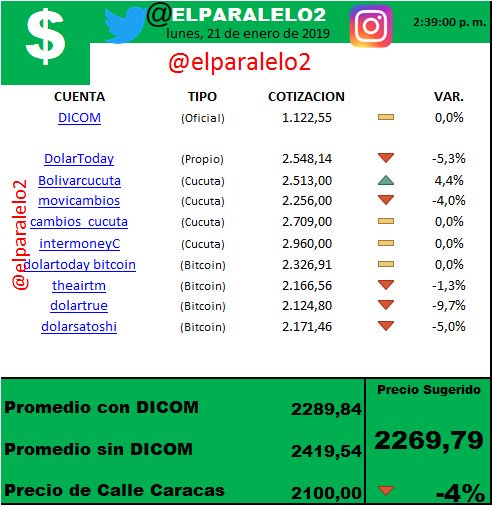 $
@ELPARALELO2
lunes, 21 de enero de 2019
2:39:00 p. m.
@elparalelo2
CUENTA TIPO COTIZACION VAR.
DICOM (Oficial) 1.122,55 0,0%
DolarToday (Propio) 2.548,14 -5,3%
Bolivarcucuta (Cucuta) 2.513,00 4,4%
movicambios (Cucuta) 2.256,00 -4,0%
cambios_cucuta (Cucuta) 2.709,00 0,0%
intermoneyC (Cucuta) 2.960,00 0,0%
dolartoday bitcoin (Bitcoin) 2.326,91 0,0%
theairtm (Bitcoin) 2.166,56 -1,3%
dolartrue (Bitcoin) 2.124,80 -9,7%
dolarsatoshi (Bitcoin) 2.171,46 -5,0%
@elparalelo2
Promedio con DICOM 2289,84
Promedio sin DICOM 2419,54
Precio de Calle Caracas 2100,00
Precio Sugerido
2269,79
-4%